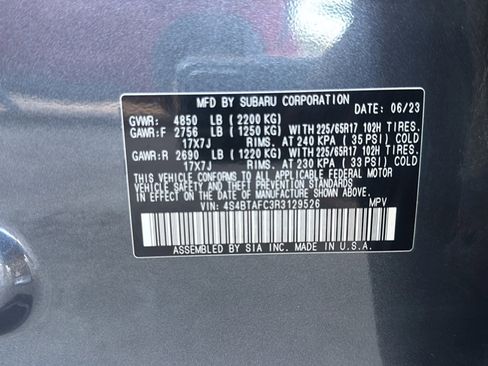 MFD BY SUBARU CORPORATION
DATE: 06/23
GVWR: 4850 LB ( 2200 KG)
GAWR:F 2756 LB ( 1250 KG) WITH 225/65R17 102H TIRES.
17X7J RIMS. AT 240 KPA ( 35 PSI) COLD
GAWR:R 2690 LB ( 1220 KG) WITH 225/65R17 102H TIRES.
17X7J RIMS. AT 230 KPA ( 33 PSI) COLD
THIS VEHICLE CONFORMS TO ALL APPLICABLE FEDERAL MOTOR
VEHICLE SAFETY STANDARDS IN EFFECT ON THE
DATE OF MANUFACTURE SHOWN ABOVE.
VIN: 4S4BTAFC3R3129526 MPV
ASSEMBLED BY SIA INC. MADE IN U.S.A.